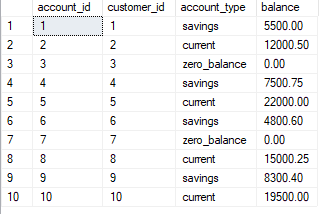 account_id customer_id account_type balance
1 1 1 savings 5500.00
2 2 2 current 12000.50
3 3 3 zero_balance 0.00
4 4 4 savings 7500.75
5 5 5 current 22000.00
6 6 6 savings 4800.60
7 7 7 zero_balance 0.00
8 8 8 current 15000.25
9 9 9 savings 8300.40
10 10 10 current 19500.00